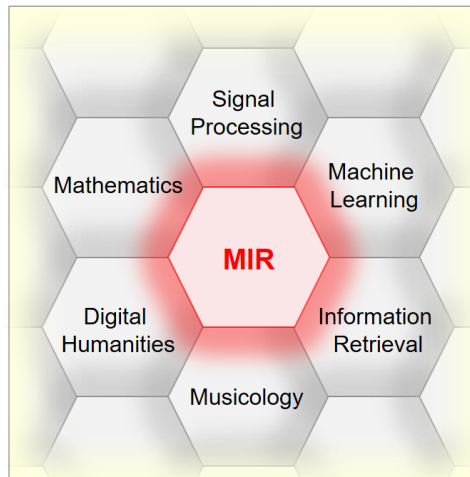 Signal
Processing
Mathematics
Machine
Learning
MIR
Digital
Humanities
Information
Retrieval
Musicology